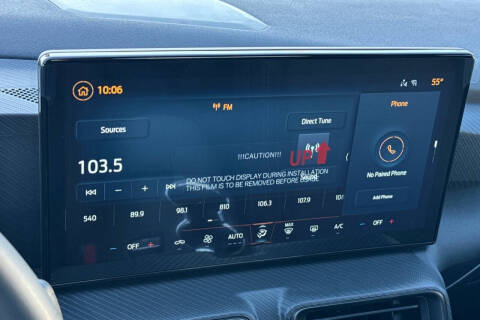 10:06
55°
FM
Phone
Sources
Direct Tune
!!!CAUTION!!!
UP
103.5
No Paired Phone
DO NOT TOUCH DISPLAY DURING INSTALLATION
THIS FILM IS TO BE REMOVED BEFORE USAGE
Add Phone
540 89.9 98.1 810 106.3 107.9
OFF AUTO MAX A/C OFF